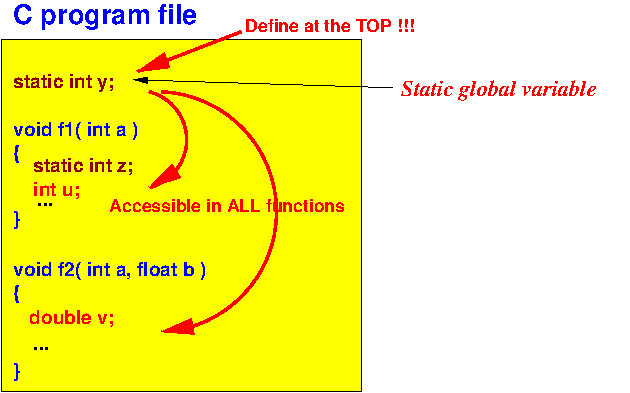 C program file
Define at the TOP !!!
static int y;
Static global variable
void f1( int a )
{
static int z;
int u;
...
Accessible in ALL functions
}
void f2( int a, float b )
{
double v;
...
}